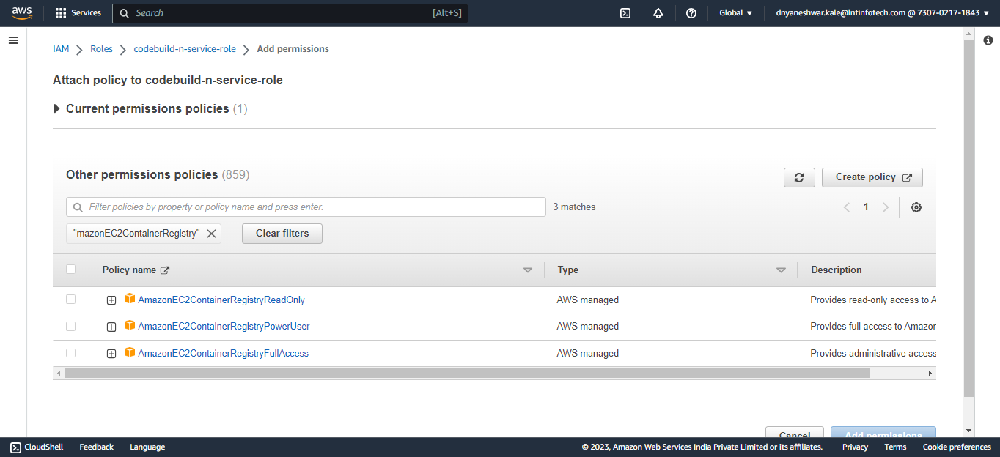 aws Services Search [Alt+S] Global dnyaneshwar.kale@lntinfotech.com @ 7307-0217-1843
IAM Roles codebuild-n-service-role Add permissions
Attach policy to codebuild-n-service-role
Current permissions policies (1)
Other permissions policies (859)
Create policy
Filter policies by property or policy name and press enter. 3 matches 1
"mazonEC2ContainerRegistry" Clear filters
Policy name Type Description
AmazonEC2ContainerRegistryReadOnly AWS managed Provides read-only access to A
AmazonEC2ContainerRegistryPowerUser AWS managed Provides full access to Amazon
AmazonEC2ContainerRegistryFullAccess AWS managed Provides administrative access
Cancel Add permissions
CloudShell Feedback Language © 2023, Amazon Web Services India Private Limited or its affiliates. Privacy Terms Cookie preferences